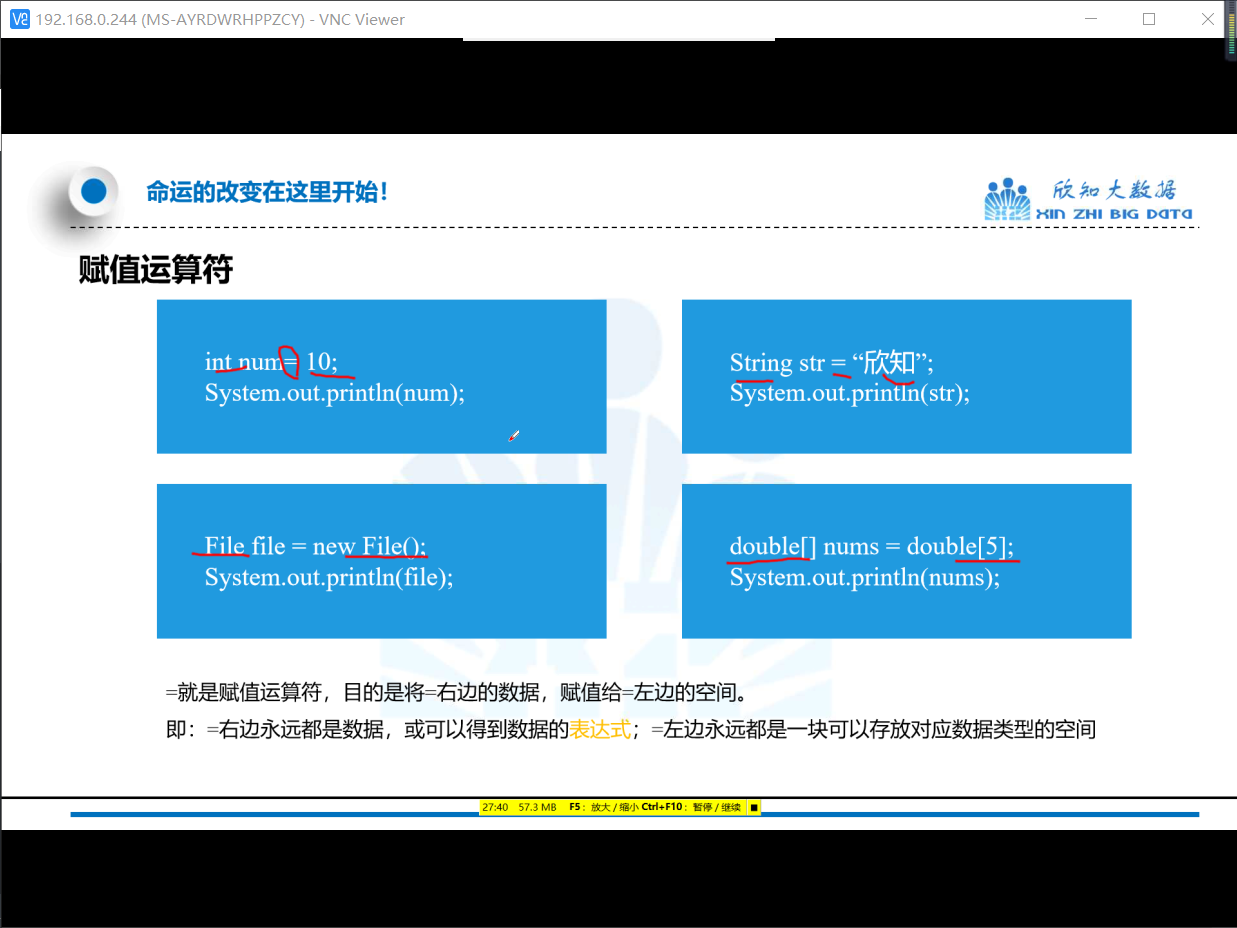 192.168.0.244 (MS-AYRDWRHPPZCY) - VNC Viewer
命运的改变在这里开始！
欣知大数据
XIN ZHI BIG DATA
赋值运算符
int num= 10;
System.out.println(num);
String str = “欣知”;
System.out.println(str);
File file = new File();
System.out.println(file);
double[] nums = double[5];
System.out.println(nums);
=就是赋值运算符，目的是将=右边的数据，赋值给=左边的空间。
即：=右边永远都是数据，或可以得到数据的表达式；=左边永远都是一块可以存放对应数据类型的空间
27:40 57.3 MB F5：放大 / 缩小 Ctrl+F10：暂停 / 继续